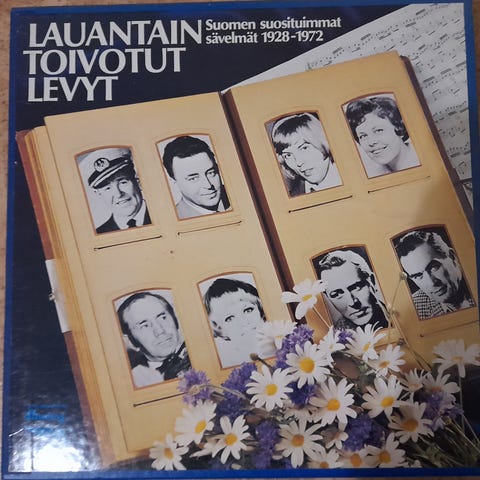 LAUANTAIN
TOIVOTUT
LEVYT
Suomen suosituimmat
sävelmät 1928-1972